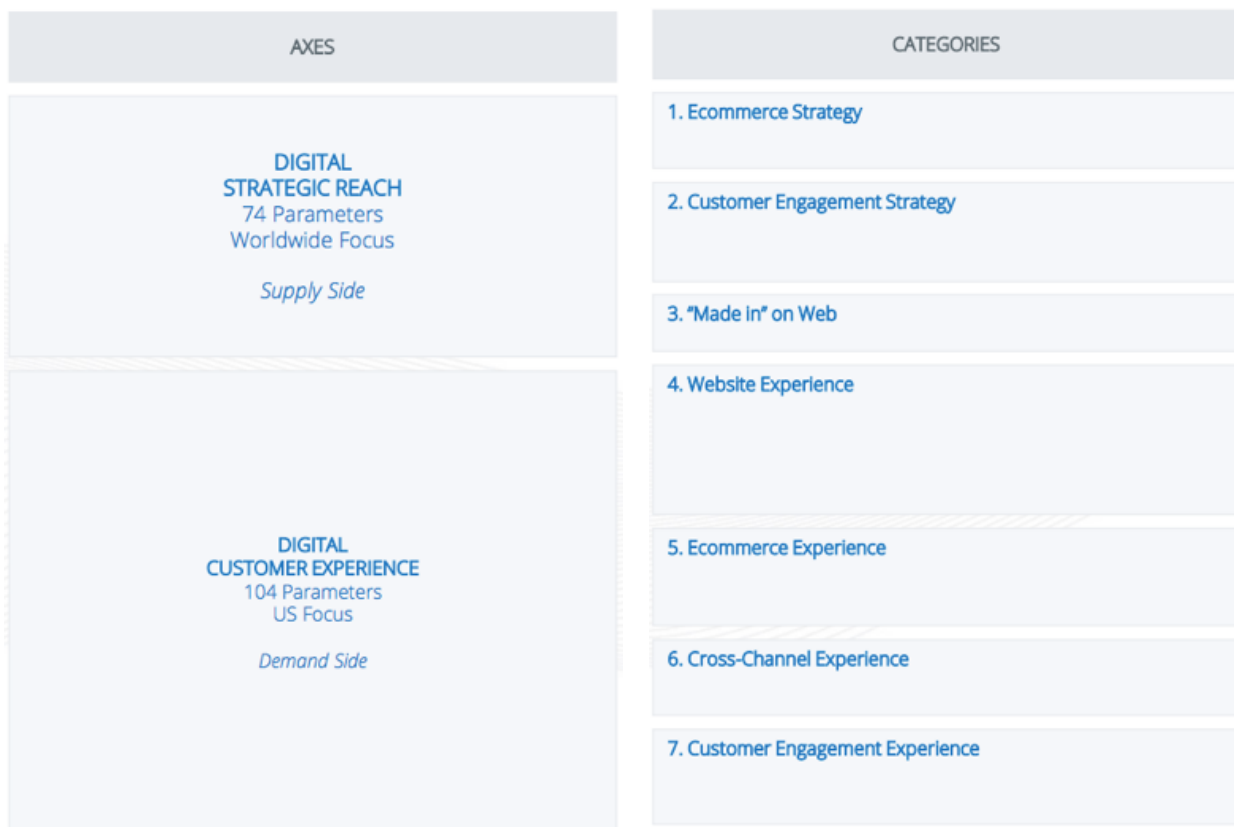 AXES
DIGITAL
STRATEGIC REACH
74 Parameters
Worldwide Focus
Supply Side
DIGITAL
CUSTOMER EXPERIENCE
104 Parameters
US Focus
Demand Side
CATEGORIES
1. Ecommerce Strategy
2. Customer Engagement Strategy
3. “Made in” on Web
4. Website Experience
5. Ecommerce Experience
6. Cross-Channel Experience
7. Customer Engagement Experience